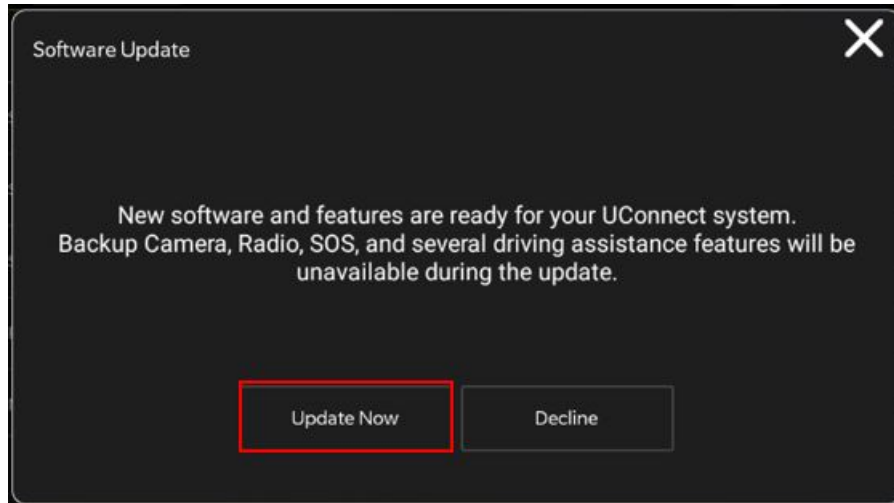 Software Update
New software and features are ready for your UConnect system.
Backup Camera, Radio, SOS, and several driving assistance features will be
unavailable during the update.
Update Now
Decline